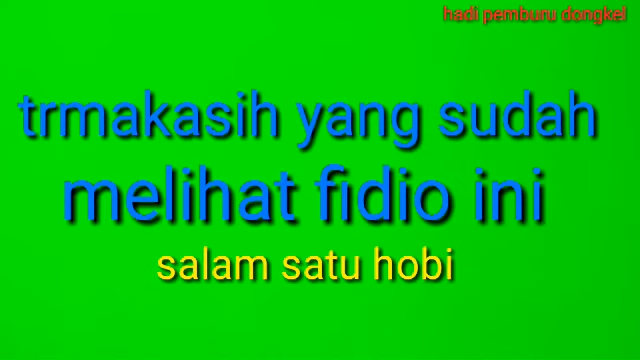 hadi pemburu dongkel
trmakasih yang sudah
melihat fidio ini
salam satu hobi